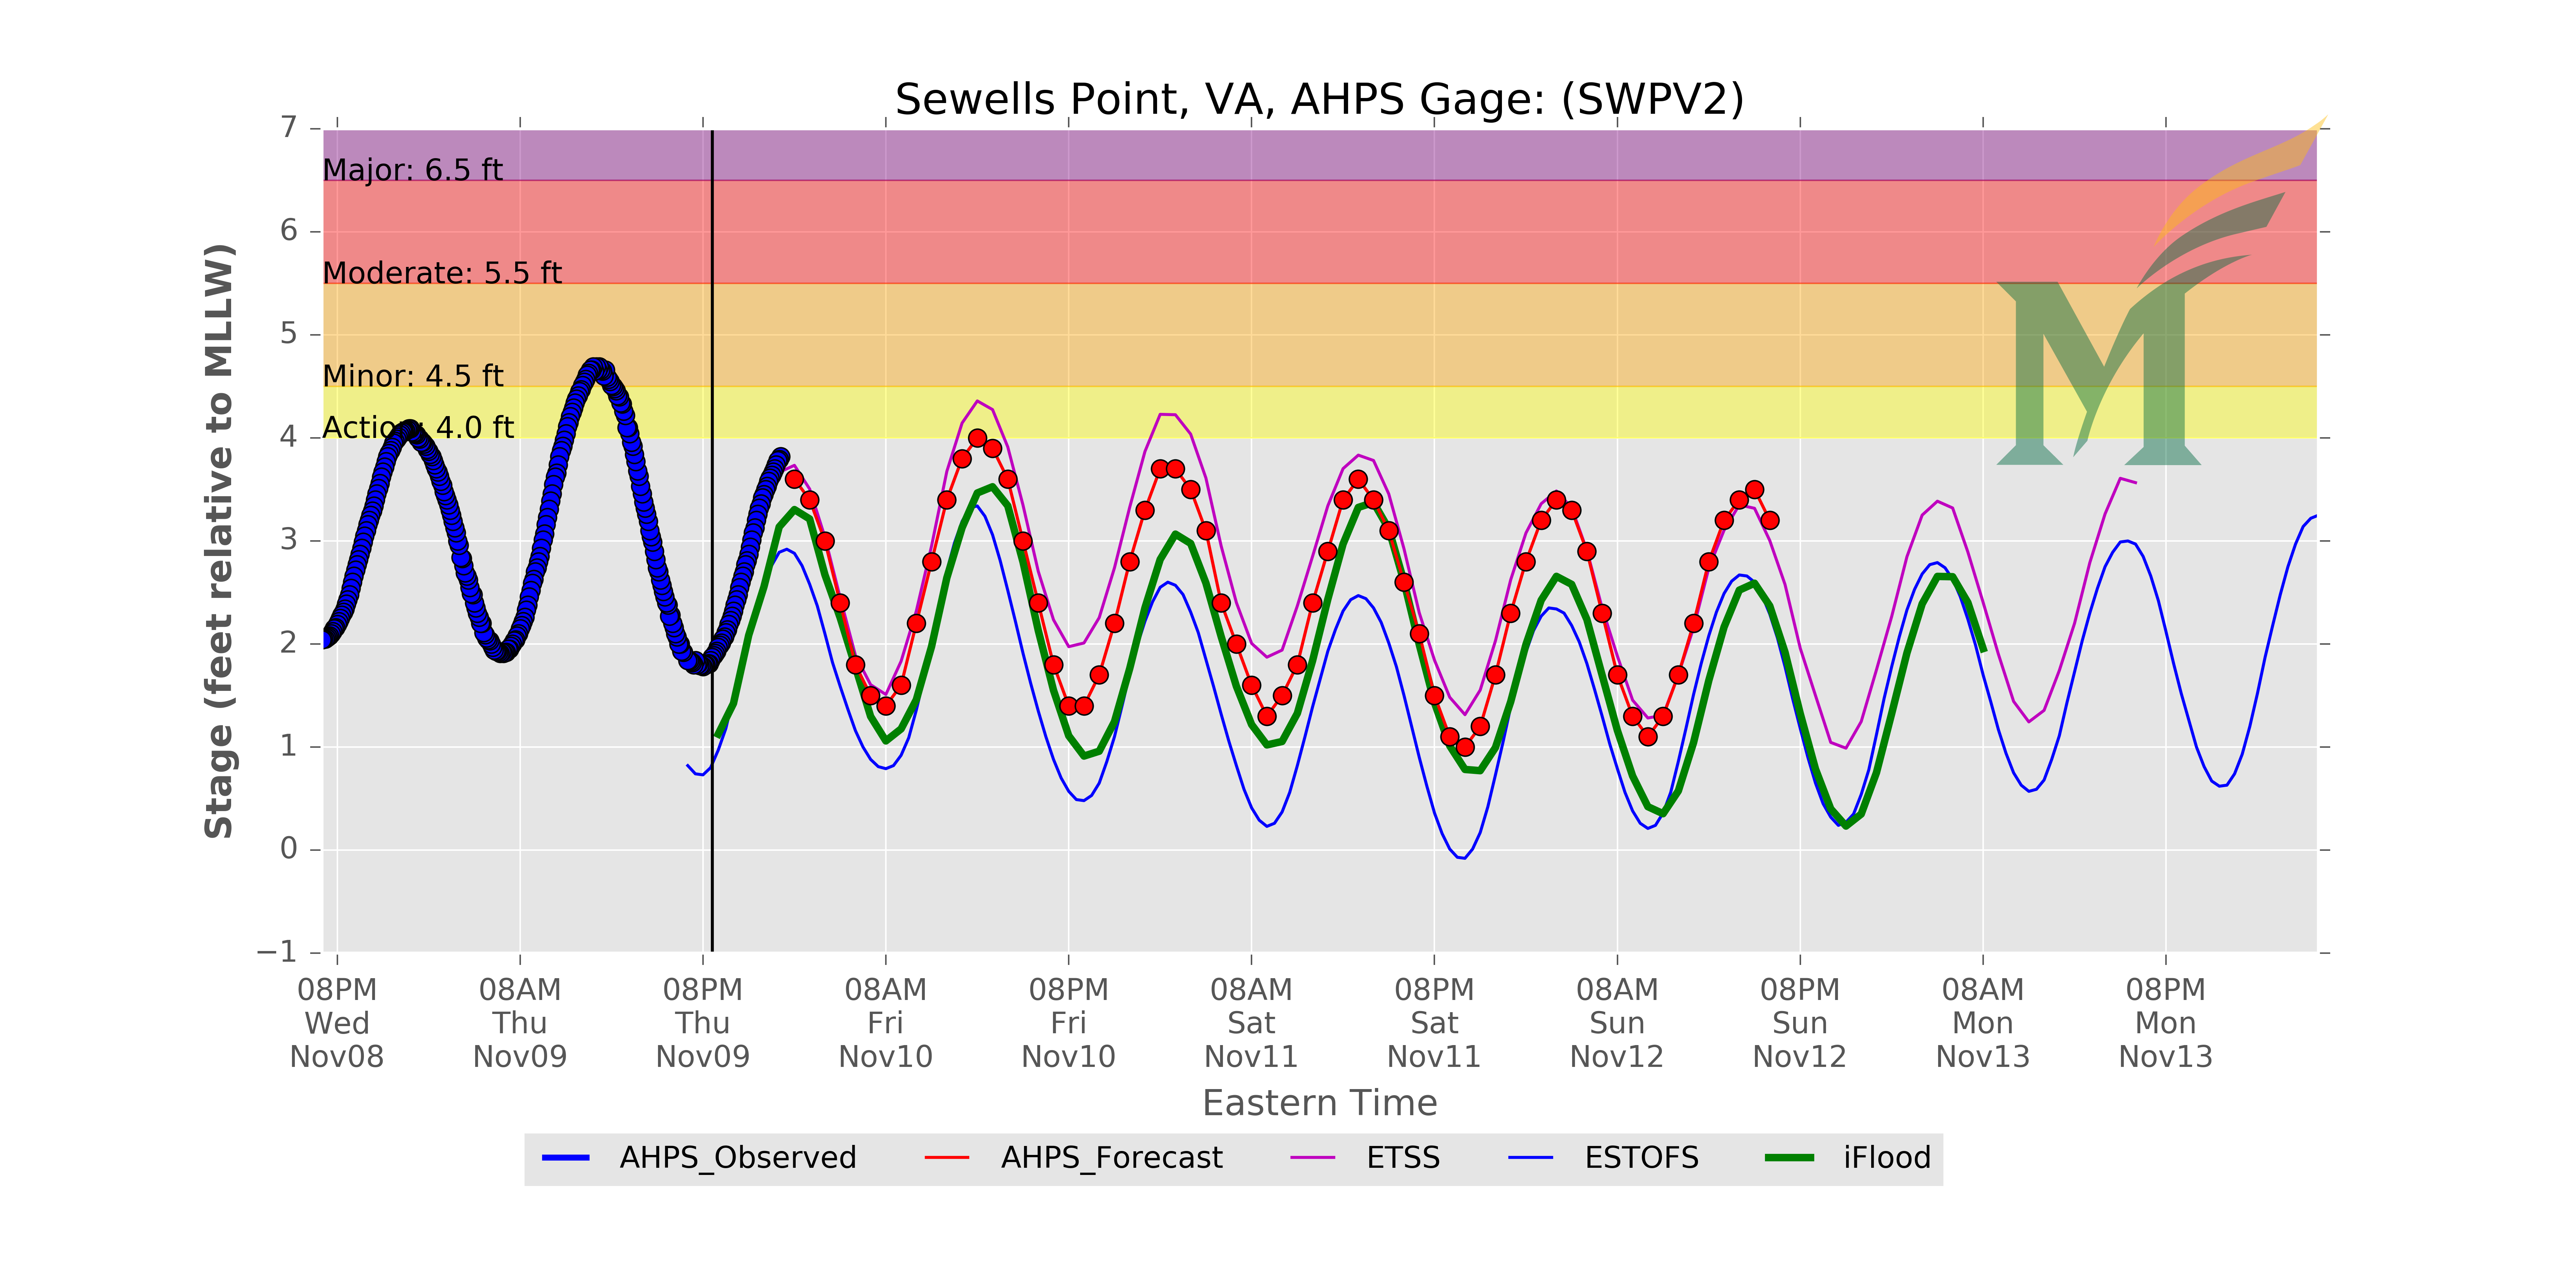 Sewells Point, VA, AHPS Gage: (SWPV2)
Stage (feet relative to MLLW)
7
6
5
4
3
2
1
0
−1
Major: 6.5 ft
Moderate: 5.5 ft
Minor: 4.5 ft
Action: 4.0 ft
M
08PM 08AM 08PM 08AM 08PM 08AM 08PM 08AM 08PM 08AM 08PM
Wed Thu Thu Fri Fri Sat Sat Sun Sun Mon Mon
Nov08 Nov09 Nov09 Nov10 Nov10 Nov11 Nov11 Nov12 Nov12 Nov13 Nov13
Eastern Time
AHPS_Observed AHPS_Forecast ETSS ESTOFS iFlood